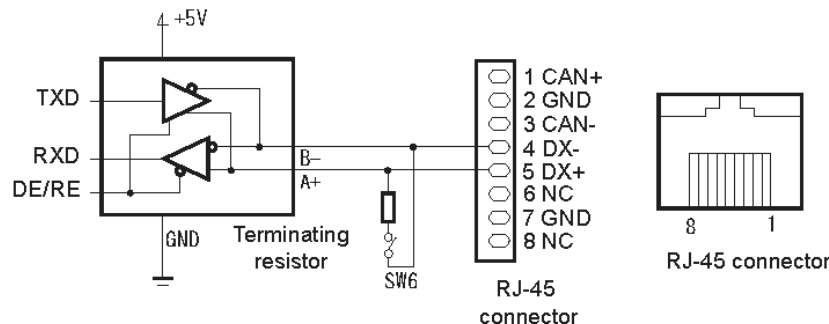 +5V
TXD
RXD
DE/RE
B-
A+
GND
Terminating
resistor
SW6
1 CAN+
2 GND
3 CAN-
4 DX-
5 DX+
6 NC
7 GND
8 NC
RJ-45
connector
8 1
RJ-45 connector